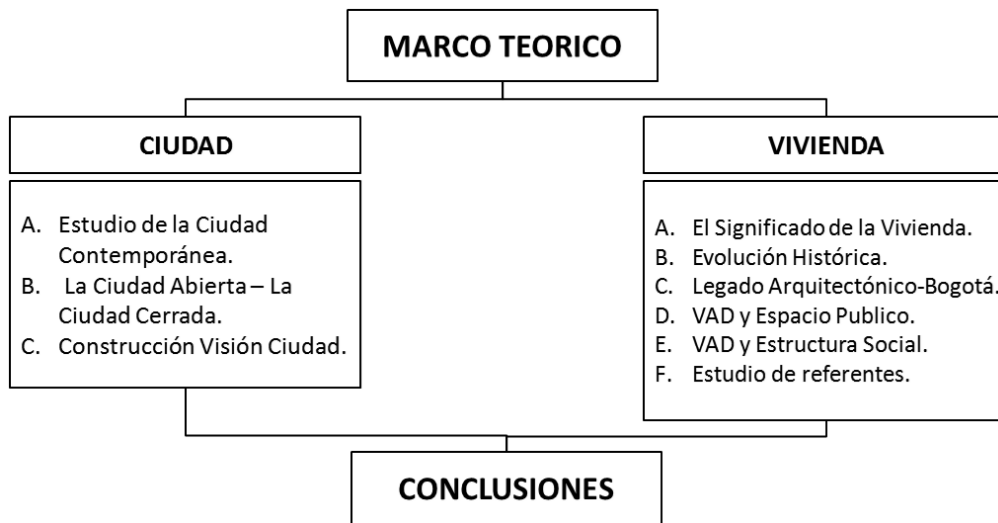 MARCO TEORICO
CIUDAD
A. Estudio de la Ciudad
Contemporánea.
B. La Ciudad Abierta – La
Ciudad Cerrada.
C. Construcción Visión Ciudad.
VIVIENDA
A. El Significado de la Vivienda.
B. Evolución Histórica.
C. Legado Arquitectónico-Bogotá.
D. VAD y Espacio Publico.
E. VAD y Estructura Social.
F. Estudio de referentes.
CONCLUSIONES